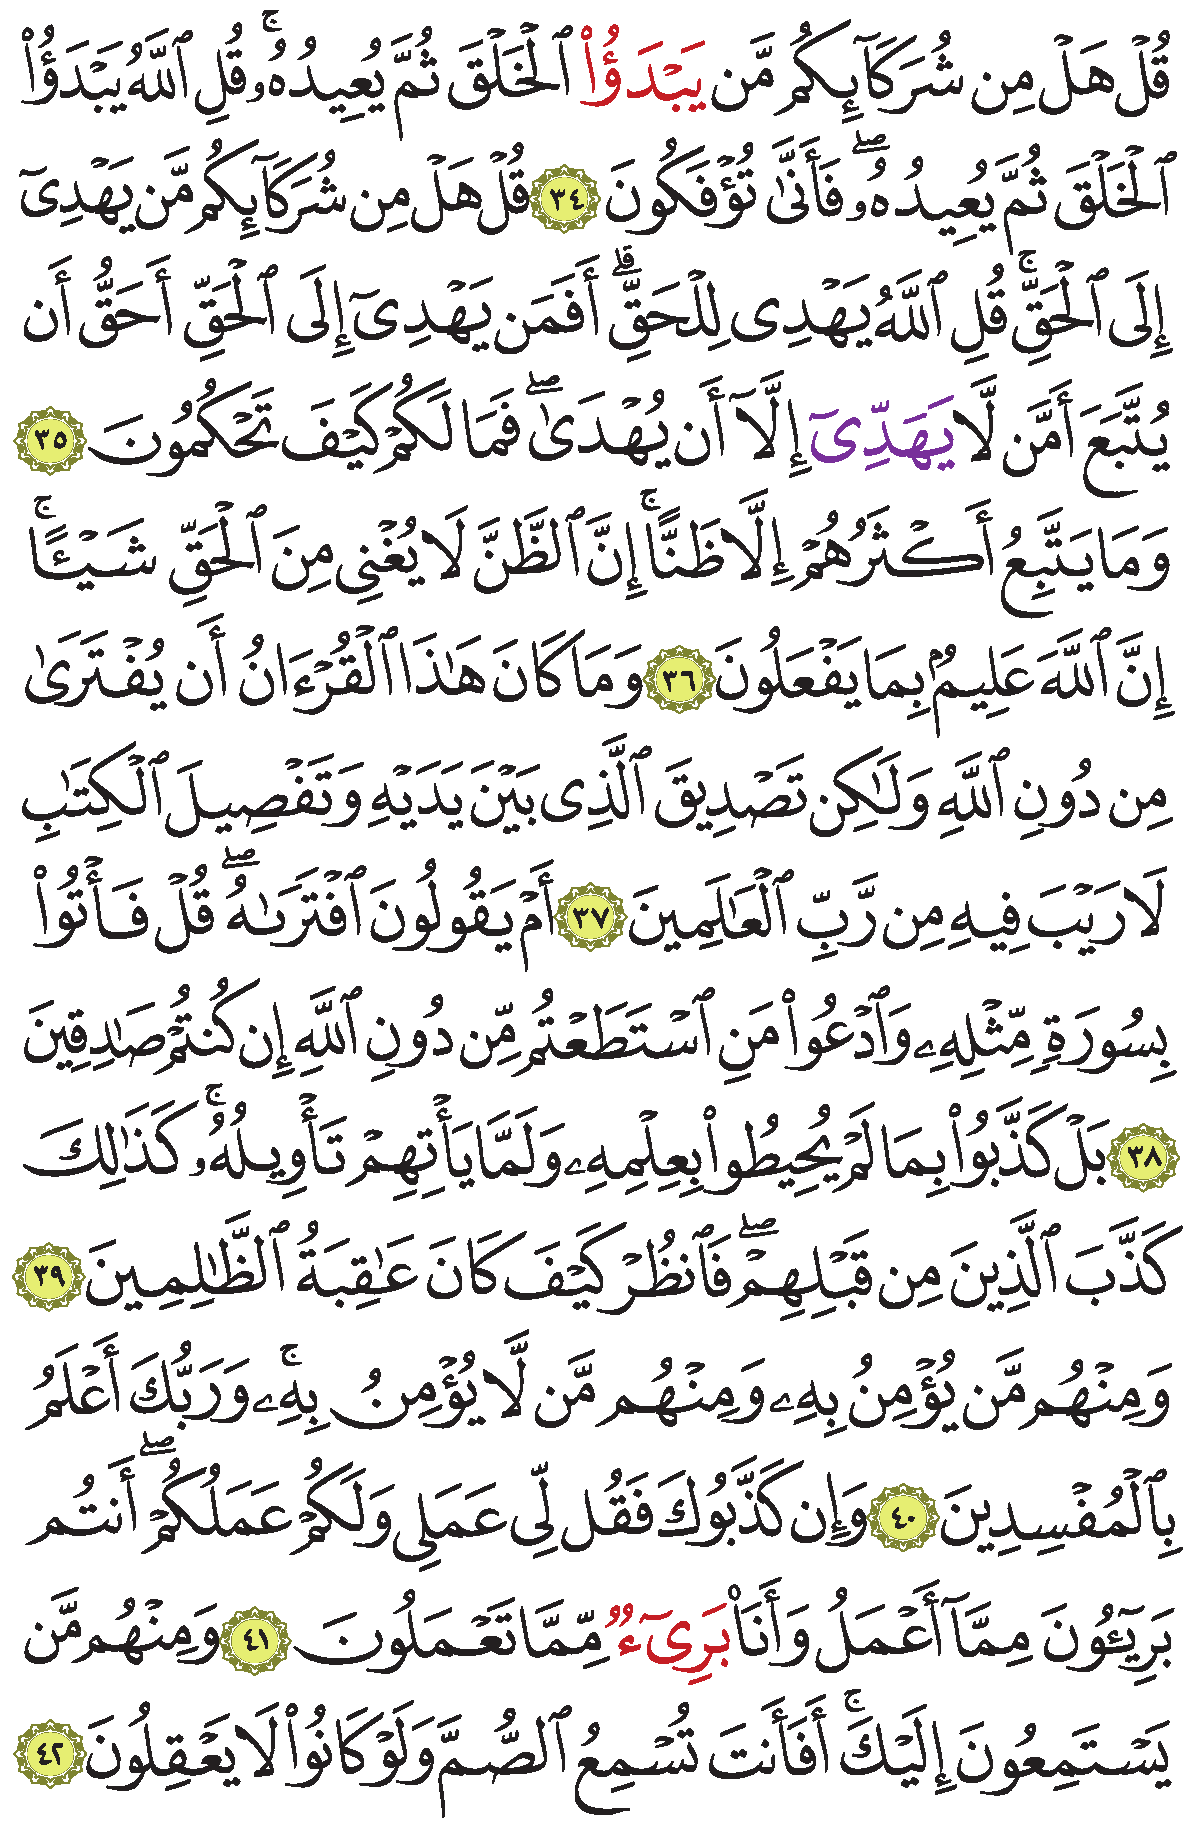 قُلۡ هَلۡ مِن شُرَكَآئِكُم مَّن يَبۡدَؤُاْ ٱلۡخَلۡقَ ثُمَّ يُعِيدُهُۥۚ قُلِ ٱللَّهُ يَبۡدَؤُاْ
ٱلۡخَلۡقَ ثُمَّ يُعِيدُهُۥۖ فَأَنَّىٰ تُؤۡفَكُونَ ٣٤ قُلۡ هَلۡ مِن شُرَكَآئِكُم مَّن يَهۡدِيٓ
إِلَى ٱلۡحَقِّۚ قُلِ ٱللَّهُ يَهۡدِي لِلۡحَقِّۗ أَفَمَن يَهۡدِيٓ إِلَى ٱلۡحَقِّ أَحَقُّ أَن
يُتَّبَعَ أَمَّن لَّا يَهَدِّيٓ إِلَّآ أَن يُهۡدَىٰۖ فَمَا لَكُمۡ كَيۡفَ تَحۡكُمُونَ ٣٥
وَمَا يَتَّبِعُ أَكۡثَرُهُمۡ إِلَّا ظَنًّاۚ إِنَّ ٱلظَّنَّ لَا يُغۡنِي مِنَ ٱلۡحَقِّ شَيۡـًٔاۚ
إِنَّ ٱللَّهَ عَلِيمُۢ بِمَا يَفۡعَلُونَ ٣٦ وَمَا كَانَ هَٰذَا ٱلۡقُرۡءَانُ أَن يُفۡتَرَىٰ
مِن دُونِ ٱللَّهِ وَلَٰكِن تَصۡدِيقَ ٱلَّذِي بَيۡنَ يَدَيۡهِ وَتَفۡصِيلَ ٱلۡكِتَٰبِ
لَا رَيۡبَ فِيهِ مِن رَّبِّ ٱلۡعَٰلَمِينَ ٣٧ أَمۡ يَقُولُونَ ٱفۡتَرَىٰهُۖ قُلۡ فَأۡتُواْ
بِسُورَةٖ مِّثۡلِهِۦ وَٱدۡعُواْ مَنِ ٱسۡتَطَعۡتُم مِّن دُونِ ٱللَّهِ إِن كُنتُمۡ صَٰدِقِينَ
٣٨ بَلۡ كَذَّبُواْ بِمَا لَمۡ يُحِيطُواْ بِعِلۡمِهِۦ وَلَمَّا يَأۡتِهِمۡ تَأۡوِيلُهُۥۚ كَذَٰلِكَ
كَذَّبَ ٱلَّذِينَ مِن قَبۡلِهِمۡۖ فَٱنظُرۡ كَيۡفَ كَانَ عَٰقِبَةُ ٱلظَّٰلِمِينَ ٣٩
وَمِنۡهُم مَّن يُؤۡمِنُ بِهِۦ وَمِنۡهُم مَّن لَّا يُؤۡمِنُ بِهِۦۚ وَرَبُّكَ أَعۡلَمُ
بِٱلۡمُفۡسِدِينَ ٤٠ وَإِن كَذَّبُوكَ فَقُل لِّي عَمَلِي وَلَكُمۡ عَمَلُكُمۡۖ أَنتُم
بَرِيٓـُٔونَ مِمَّآ أَعۡمَلُ وَأَنَا۠ بَرِيٓءٞ مِّمَّا تَعۡمَلُونَ ٤١ وَمِنۡهُم مَّن
يَسۡتَمِعُونَ إِلَيۡكَۚ أَفَأَنتَ تُسۡمِعُ ٱلصُّمَّ وَلَوۡ كَانُواْ لَا يَعۡقِلُونَ ٤٢